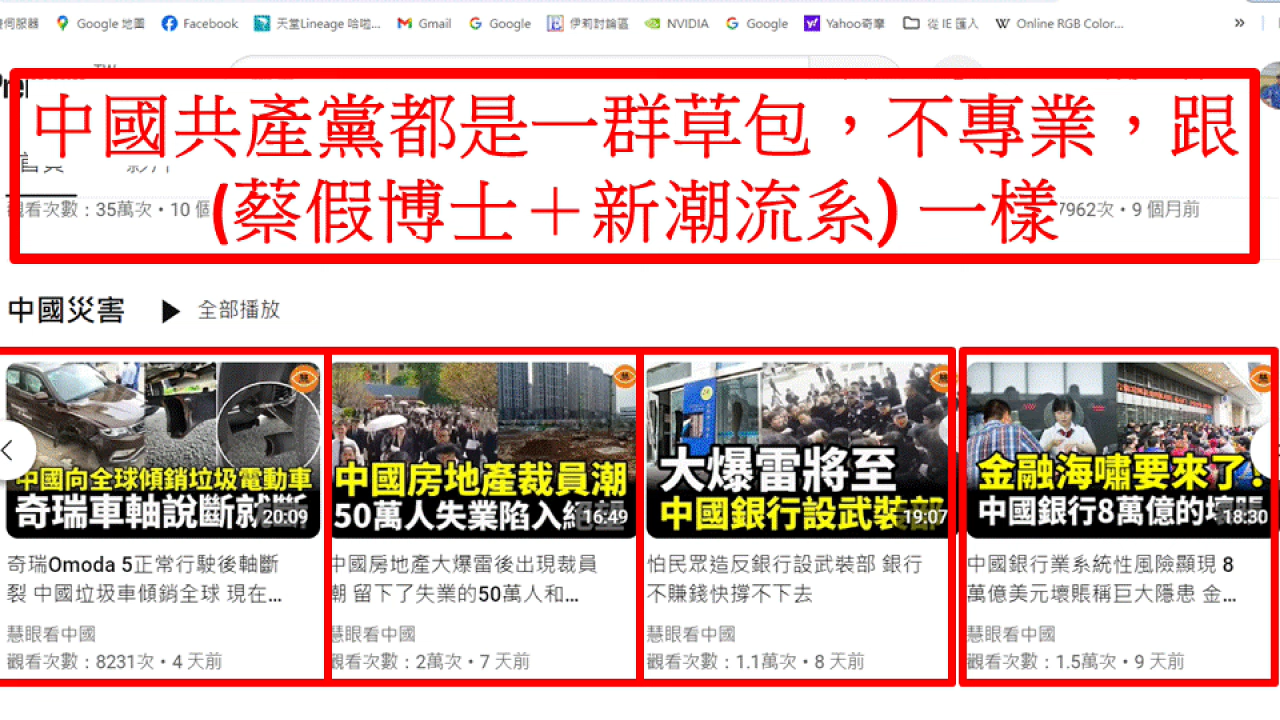 伺服器 Google 地圖 Facebook 天堂Lineage 哈啦... Gmail Google 伊莉討論區 NVIDIA Google Yahoo奇摩 從 IE 匯入 Online RGB Color... »
中國共產黨都是一群草包，不專業，跟
(蔡假博士＋新潮流系) 一樣
觀看次數：35萬次・10 個
7962次・9 個月前
中國災害 ▶ 全部播放
中國向全球傾銷垃圾電動車
奇瑞車軸說斷就斷
20:09
奇瑞Omoda 5正常行駛後軸斷
裂 中國垃圾車傾銷全球 現在...
慧眼看中國
觀看次數：8231次・4 天前
中國房地產裁員潮
50萬人失業陷入
16:49
中國房地產大爆雷後出現裁員
潮 留下了失業的50萬人和...
慧眼看中國
觀看次數：2萬次・7 天前
大爆雷將至
中國銀行設武裝部
19:07
怕民眾造反銀行設武裝部 銀行
不賺錢快撐不下去
慧眼看中國
觀看次數：1.1萬次・8 天前
金融海嘯要來了!
中國銀行8萬億的壞賬
18:30
中國銀行業系統性風險顯現 8
萬億美元壞賬稱巨大隱患 金...
慧眼看中國
觀看次數：1.5萬次・9 天前